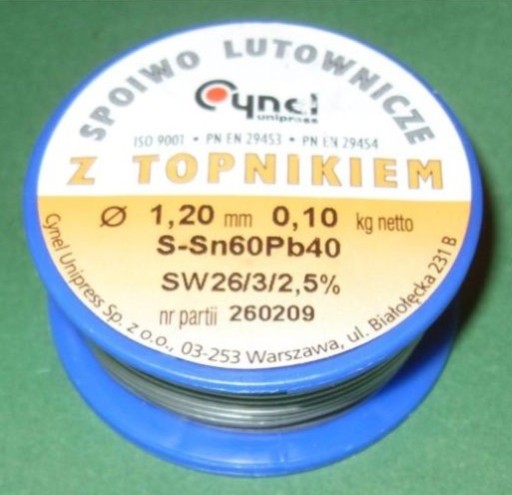 SPOIWO LUTOWNICZE
Cynel
unipress
ISO 9001 • PN EN 29453 • PN EN 29454
Z TOPNIKIEM
Ø 1,20 mm 0,10 kg netto
S-Sn60Pb40
SW26/3/2,5%
nr partii 260209
Cynel Unipress Sp. z o.o., 03-253 Warszawa, ul. Białołęcka 231 B